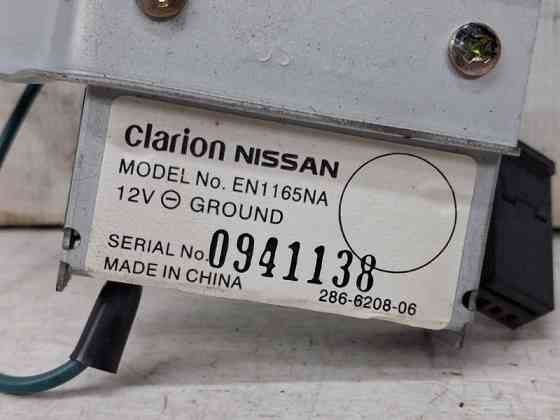 Clarion NISSAN
MODEL No. EN1165NA
12V ⊖ GROUND
SERIAL No. 0941138
MADE IN CHINA
286-6208-06